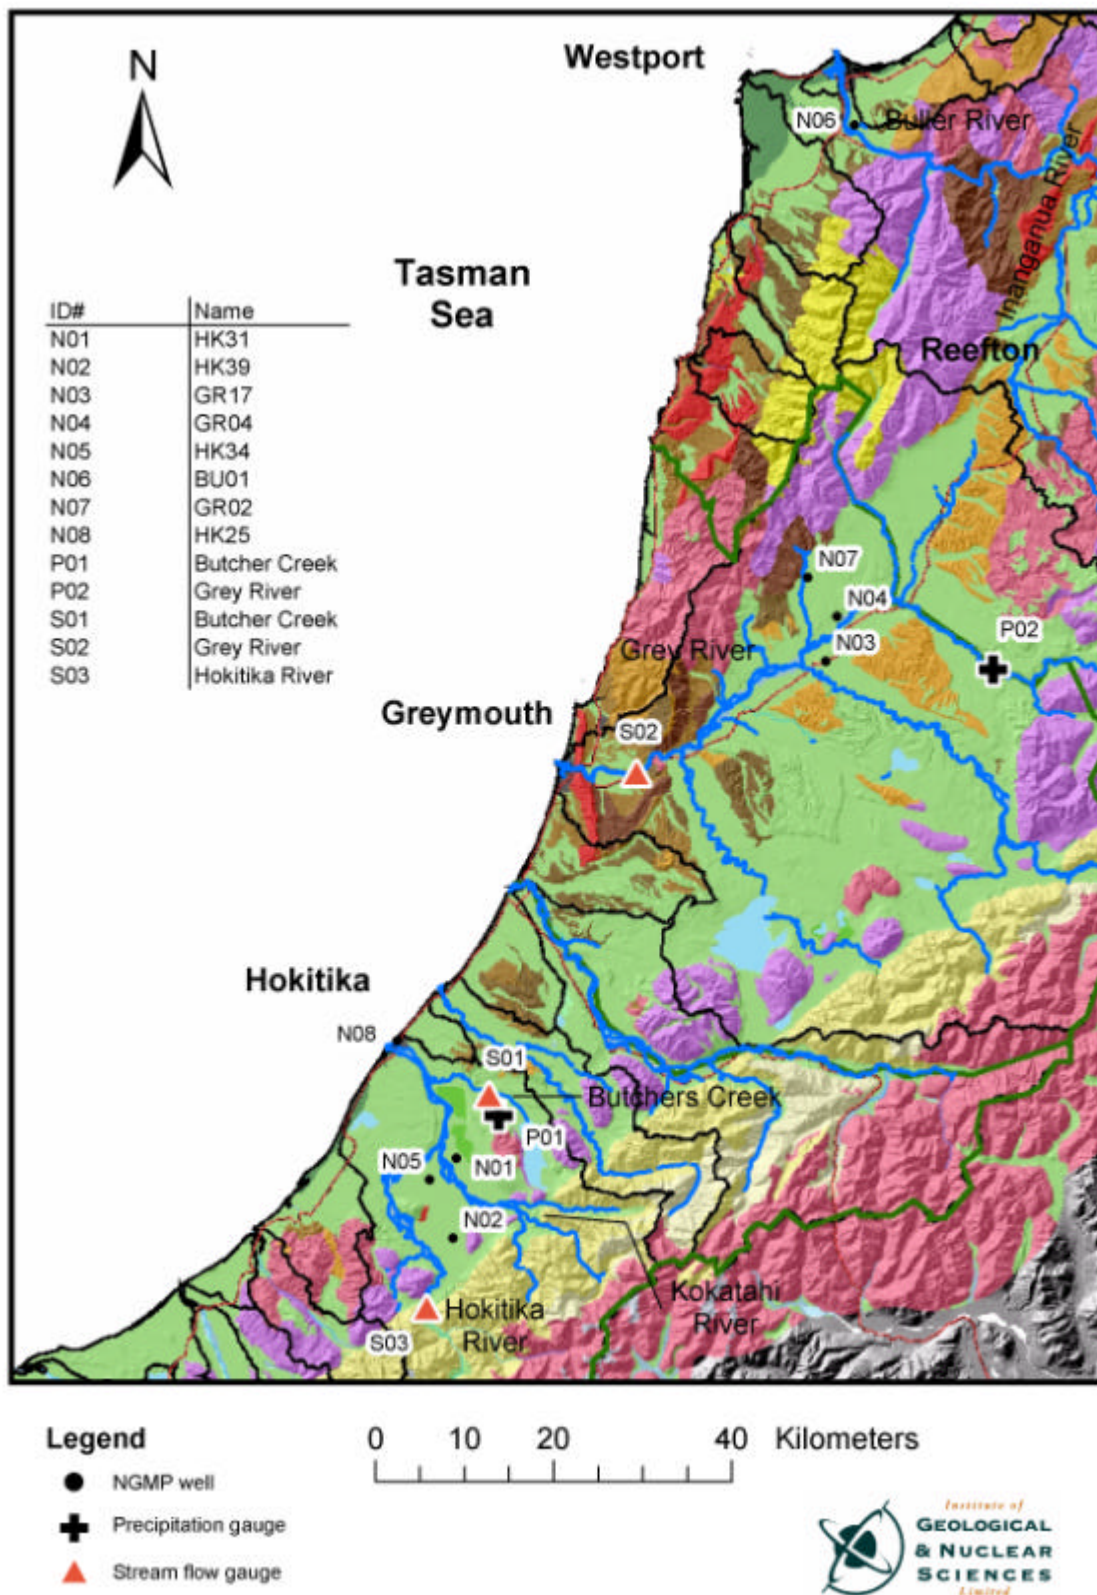 Westport
N
N06
Buller River
Inanganua River
Tasman
Sea
ID# Name
N01 HK31
N02 HK39
N03 GR17
N04 GR04
N05 HK34
N06 BU01
N07 GR02
N08 HK25
P01 Butcher Creek
P02 Grey River
S01 Butcher Creek
S02 Grey River
S03 Hokitika River
Reefton
N07
N04
P02
N03
Grey River
Greymouth
S02
Hokitika
N08
S01
Butchers Creek
P01
N05
N01
N02
Kokatahi
River
Hokitika
River
S03
Legend
NGMP well
Precipitation gauge
Stream flow gauge
0 10 20 40 Kilometers
Institute of
GEOLOGICAL
& NUCLEAR
SCIENCES
Limited